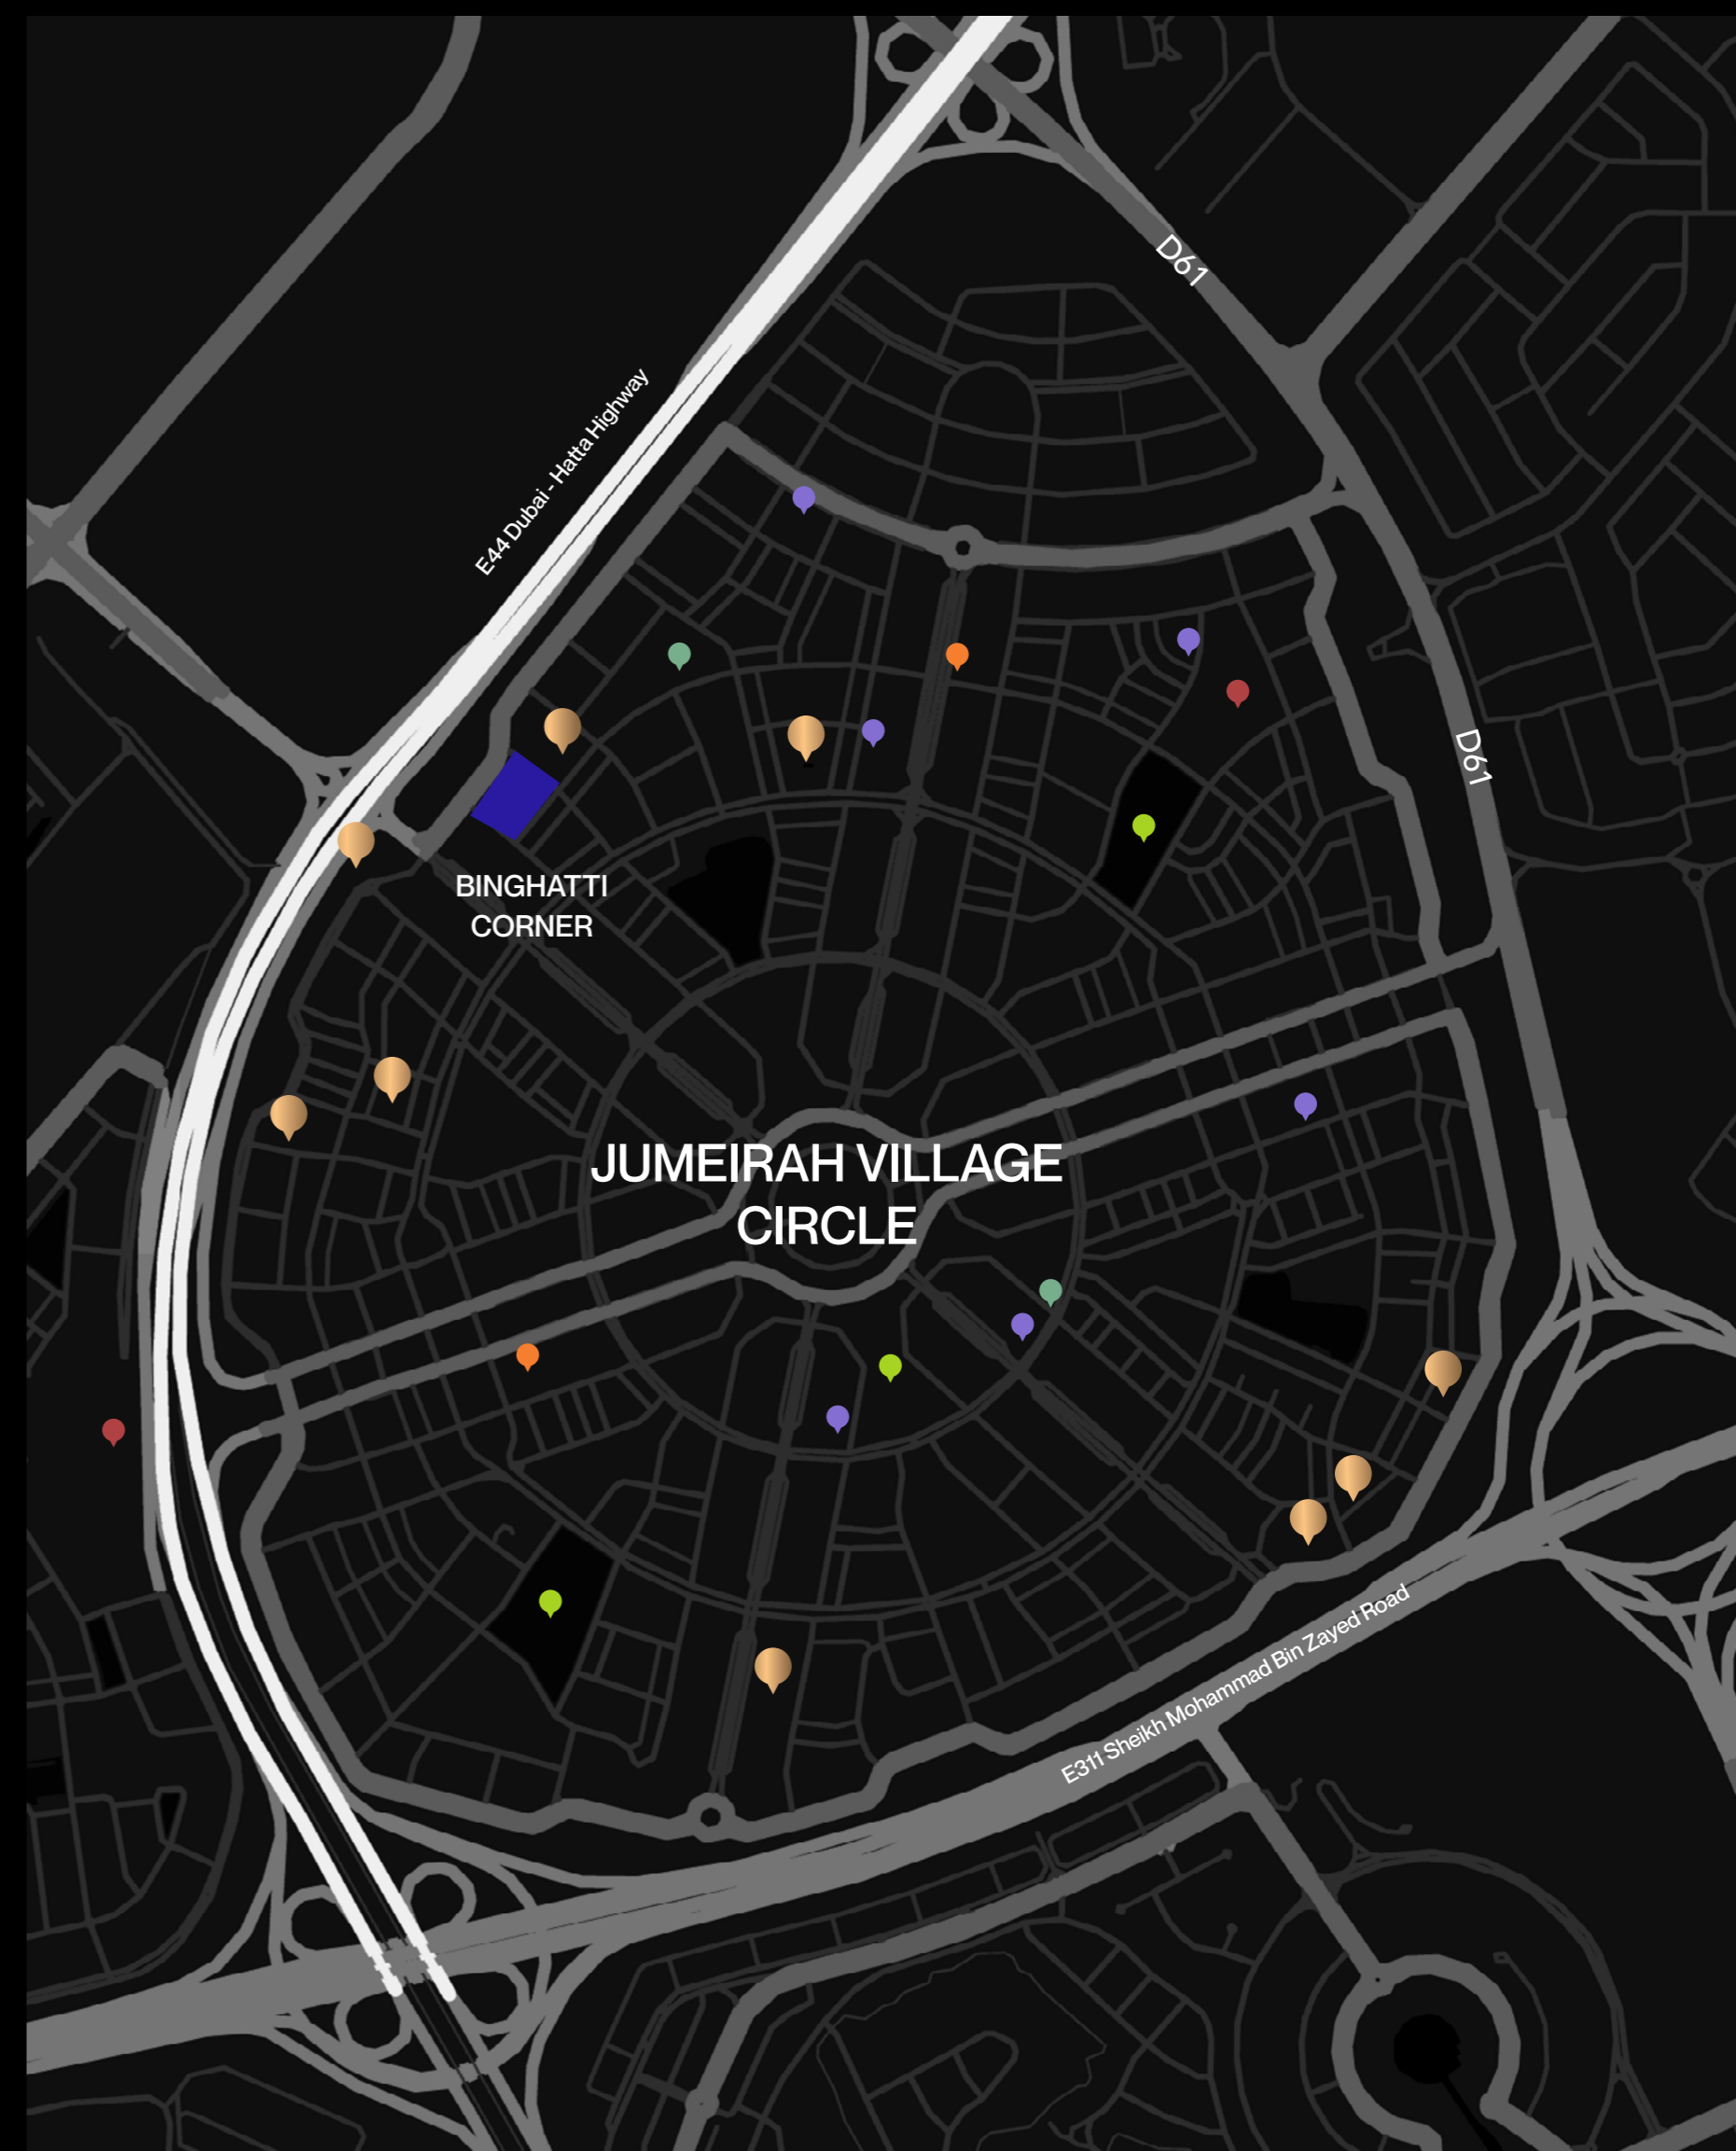 D61
E44 Dubai - Hatta Highway
D61
BINGHATTI
CORNER
JUMEIRAH VILLAGE
CIRCLE
E311 Sheikh Mohammad Bin Zayed Road